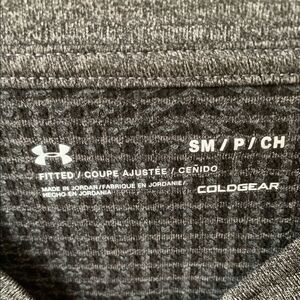 SM / P / CH
FITTED / COUPE AJUSTÉE / CENIDO
MADE IN JORDAN / FABRIQUÉ EN JORDANIE /
HECHO EN JORDANIA
COLDGEAR